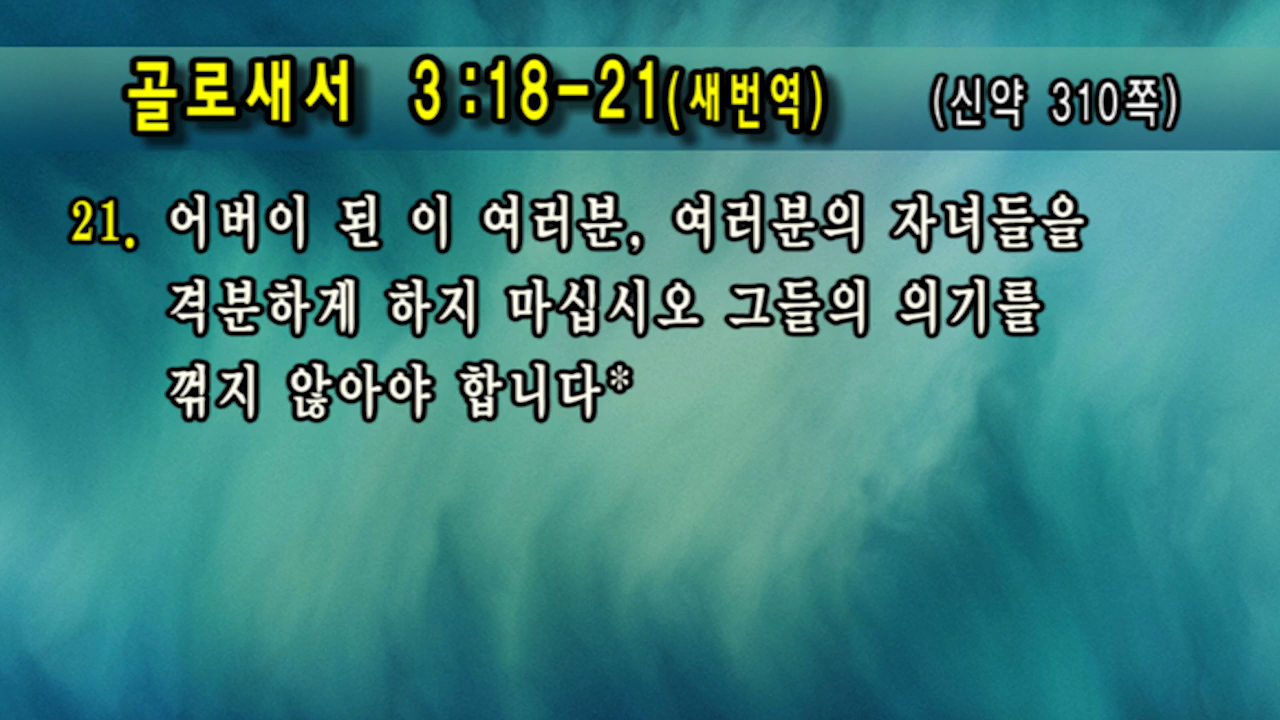 골로새서 3:18-21(새번역) (신약 310쪽)
21. 어버이 된 이 여러분, 여러분의 자녀들을
격분하게 하지 마십시오 그들의 의기를
꺾지 않아야 합니다*